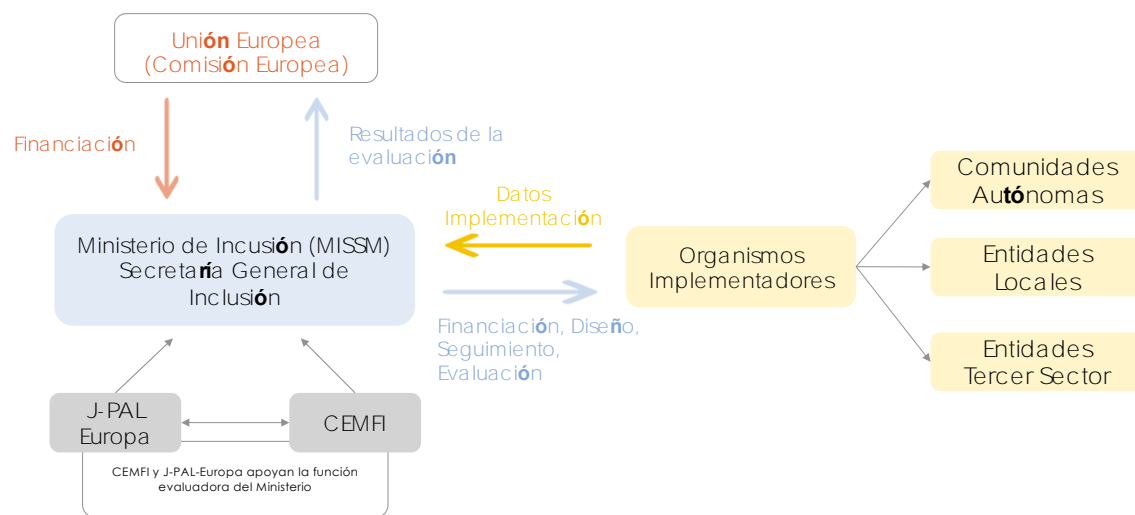 Unión Europea
(Comisión Europea)
Financiación
Resultados de la
evaluación
Datos
Implementación
Ministerio de Incusión (MISSM)
Secretaría General de
Inclusión
Organismos
Implementadores
Comunidades
Autónomas
Entidades
Locales
Entidades
Tercer Sector
Financiación, Diseño,
Seguimiento,
Evaluación
J-PAL
Europa
CEMFI
CEMFI y J-PAL-Europa apoyan la función
evaluadora del Ministerio